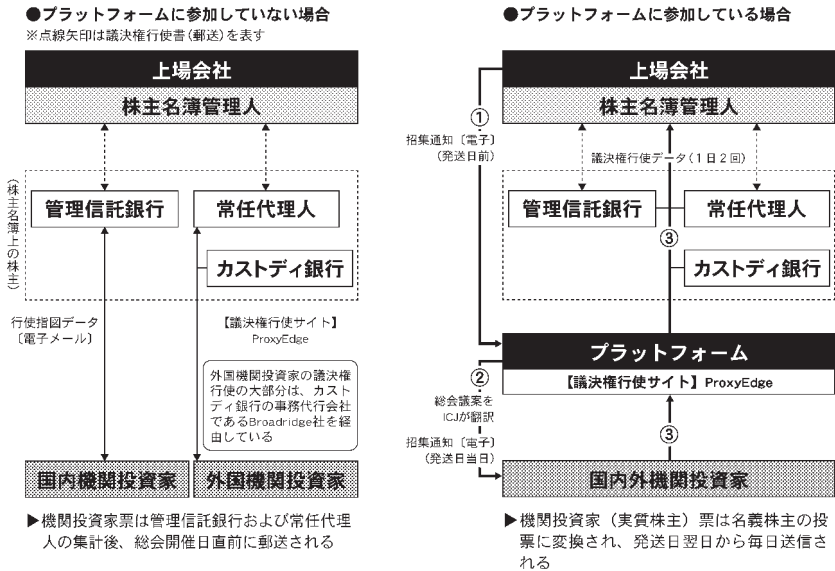 ●プラットフォームに参加していない場合
※点線矢印は議決権行使書(郵送)を表す
上場会社
株主名簿管理人
(株主名簿上の株主)
管理信託銀行
常任代理人
カストディ銀行
行使指図データ
〔電子メール〕
【議決権行使サイト】
ProxyEdge
外国機関投資家の議決権
行使の大部分は、カスト
ディ銀行の事務代行会社
であるBroadridge社を経
由している
国内機関投資家
外国機関投資家
▶機関投資家票は管理信託銀行および常任代理
人の集計後、総会開催日直前に郵送される
●プラットフォームに参加している場合
上場会社
株主名簿管理人
①
招集通知〔電子〕
(発送日前)
議決権行使データ(1日2回)
管理信託銀行
常任代理人
③
カストディ銀行
プラットフォーム
【議決権行使サイト】ProxyEdge
②
総会議案を
ICJが翻訳
招集通知〔電子〕
(発送日当日)
③
国内外機関投資家
▶機関投資家(実質株主)票は名義株主の投
票に変換され、発送日翌日から毎日送信さ
れる